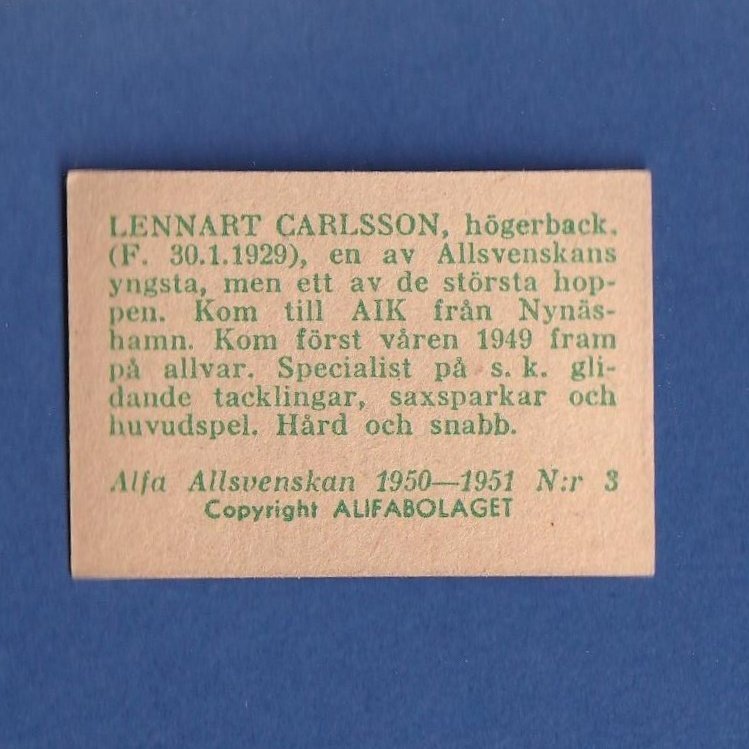 LENNART CARLSSON, högerback.
(F. 30.1.1929), en av Allsvenskans
yngsta, men ett av de största hop-
pen. Kom till AIK från Nynäs-
hamn. Kom först våren 1949 fram
på allvar. Specialist på s. k. gli-
dande tacklingar, saxsparkar och
huvudspel. Hård och snabb.
Alfa Allsvenskan 1950—1951 N:r 3
Copyright ALIFABOLAGET